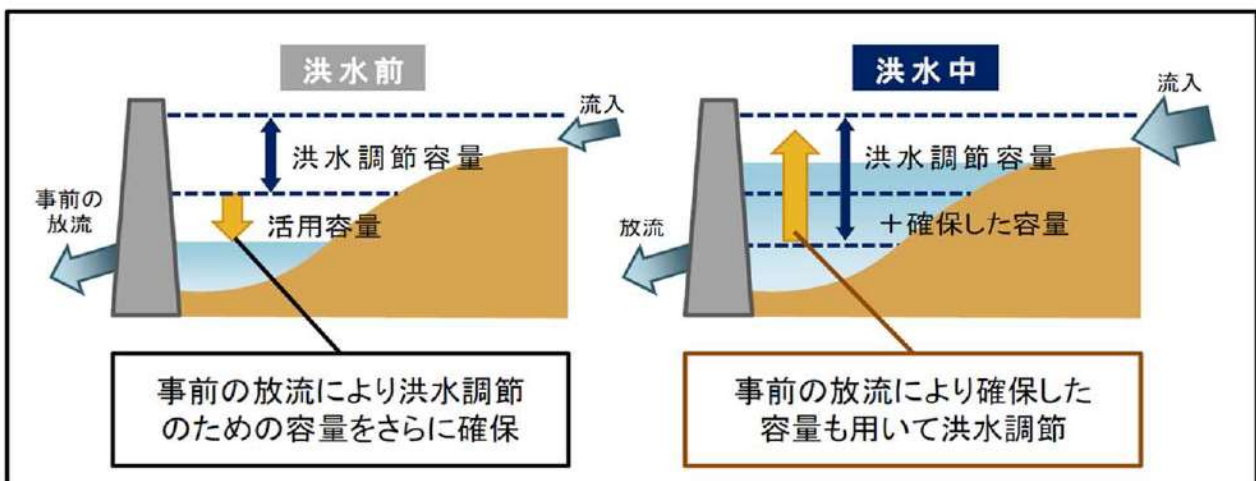 洪水前
流入
洪水調節容量
事前の
放流
活用容量
事前の放流により洪水調節
のための容量をさらに確保
洪水中
流入
洪水調節容量
放流
＋確保した容量
事前の放流により確保した
容量も用いて洪水調節